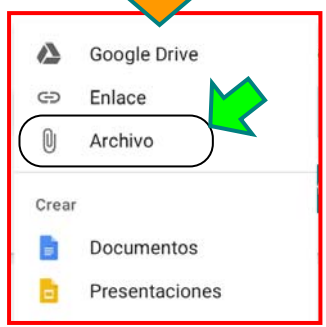 Google Drive
Enlace
Archivo
Crear
Documentos
Presentaciones